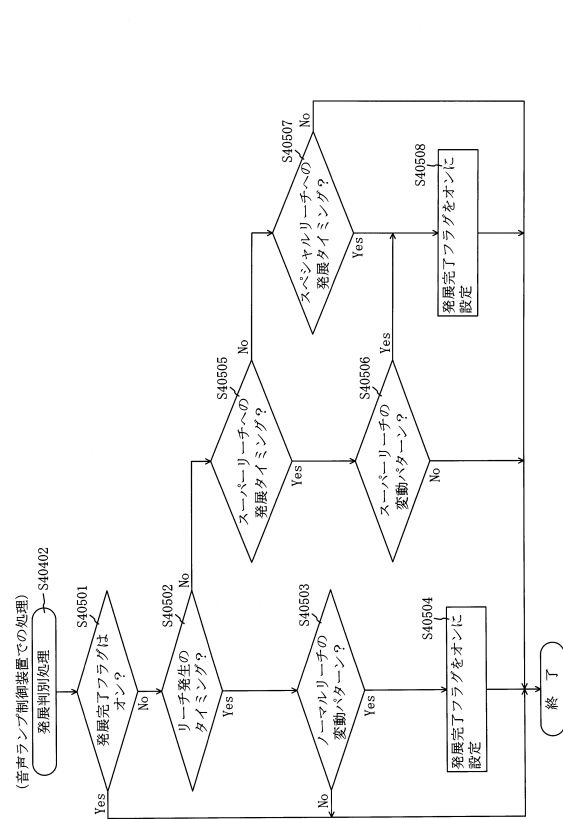 (音声ランプ制御装置での処理)
発展判別処理
S40402
S40501
発展完了フラグは
オン?
Yes
No
S40502
リーチ発生の
タイミング?
No
Yes
S40503
ノーマルリーチの
変動パターン?
No
Yes
S40504
発展完了フラグをオンに
設定
S40505
スーパーリーチへの
発展タイミング?
No
Yes
S40506
スーパーリーチの
変動パターン?
Yes
No
S40507
スペシャルリーチへの
発展タイミング?
No
Yes
S40508
発展完了フラグをオンに
設定
終 了